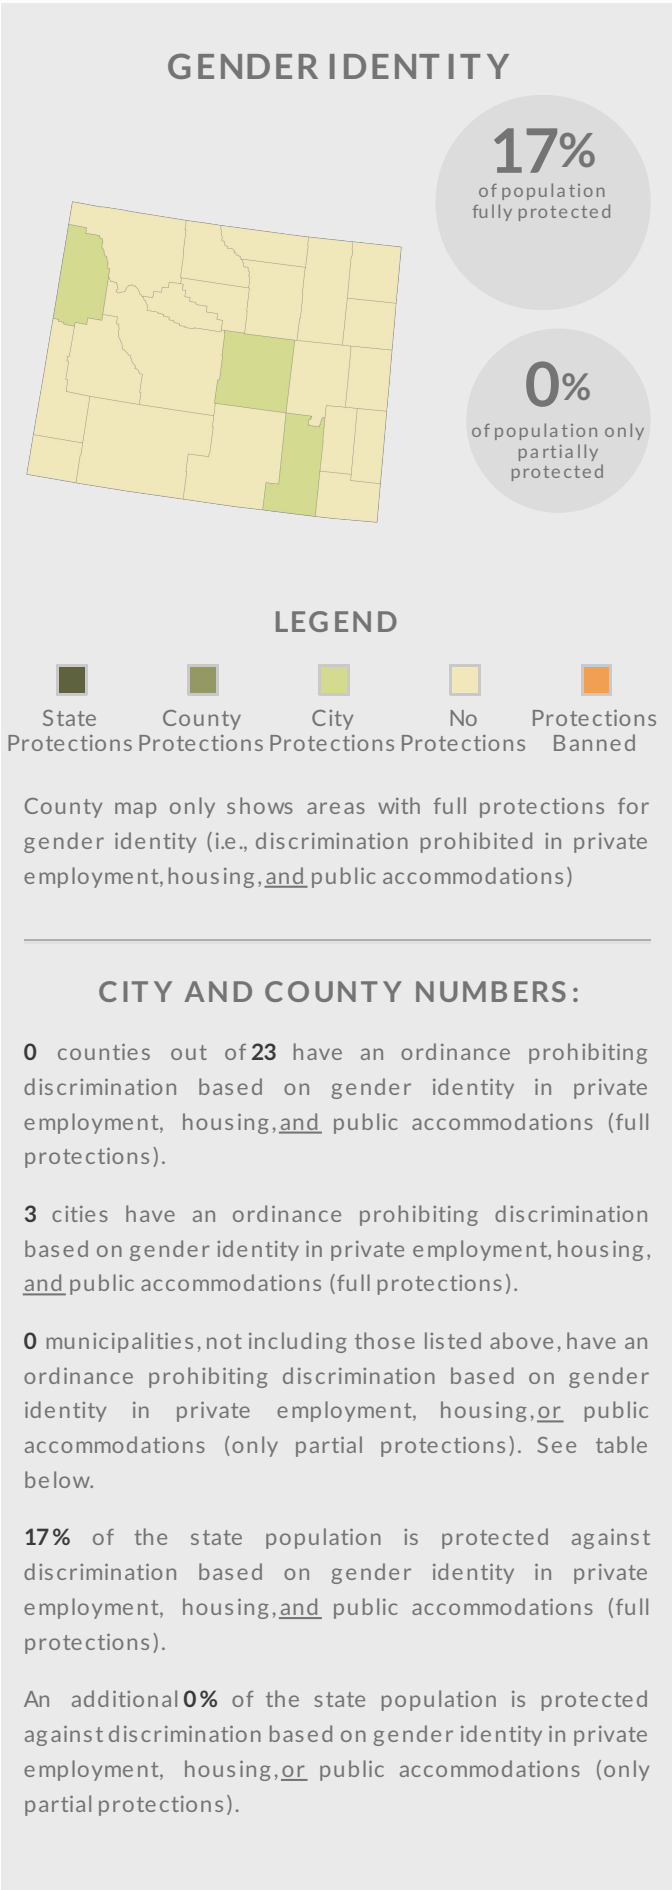 GENDER IDENTITY
17%
of population
fully protected
0%
of population only
partially
protected
LEGEND
State
Protections
County
Protections
City
Protections
No
Protections
Protections
Banned
County map only shows areas with full protections for
gender identity (i.e., discrimination prohibited in private
employment, housing, and public accommodations)
CITY AND COUNTY NUMBERS:
0 counties out of 23 have an ordinance prohibiting
discrimination based on gender identity in private
employment, housing, and public accommodations (full
protections).
3 cities have an ordinance prohibiting discrimination
based on gender identity in private employment, housing,
and public accommodations (full protections).
0 municipalities, not including those listed above, have an
ordinance prohibiting discrimination based on gender
identity in private employment, housing, or public
accommodations (only partial protections). See table
below.
17% of the state population is protected against
discrimination based on gender identity in private
employment, housing, and public accommodations (full
protections).
An additional 0% of the state population is protected
against discrimination based on gender identity in private
employment, housing, or public accommodations (only
partial protections).